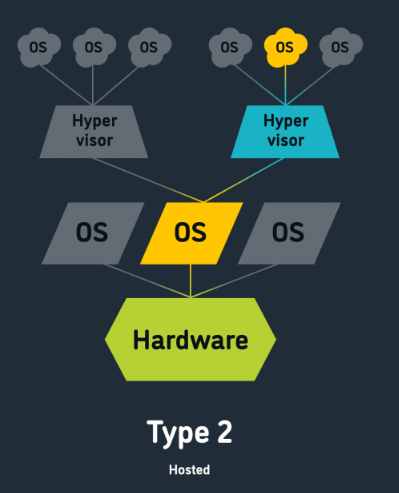 OS OS OS OS OS OS
Hyper Hyper
visor visor
OS OS OS
Hardware
Type 2
Hosted